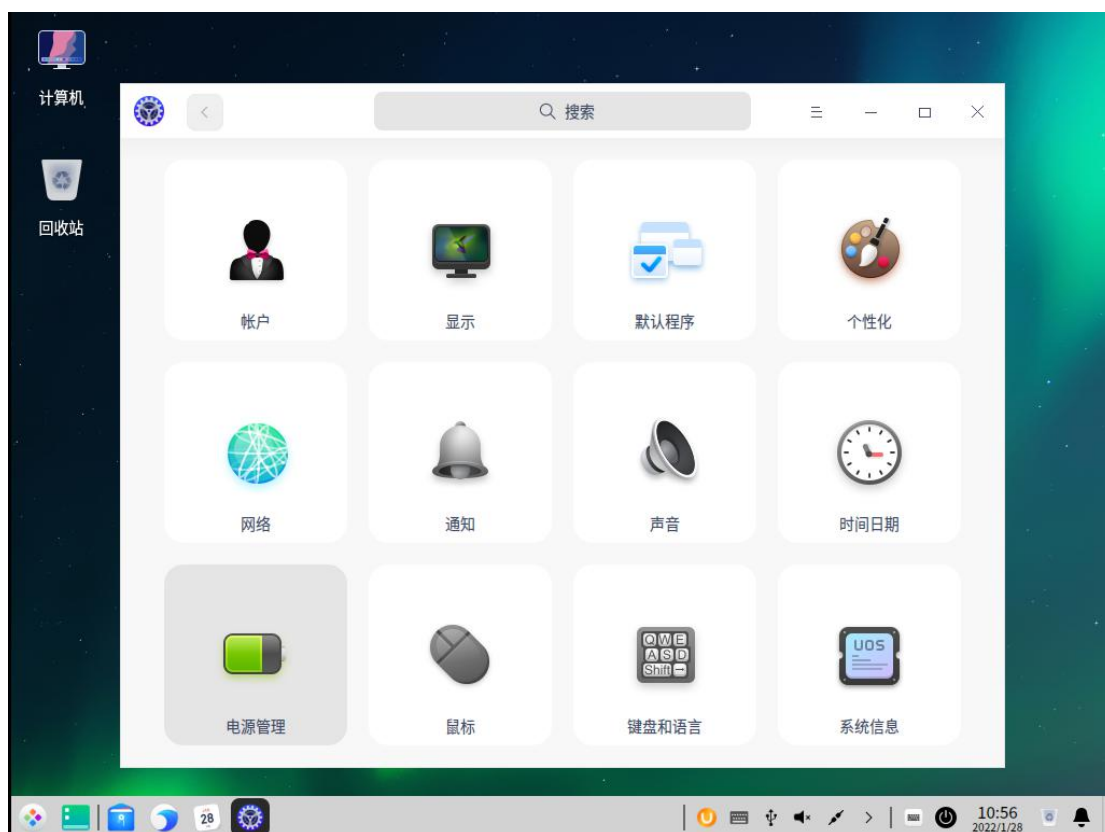 计算机
回收站
搜索
帐户
显示
默认程序
个性化
网络
通知
声音
时间日期
QWE
ASD
Shift→
UOS
电源管理
鼠标
键盘和语言
系统信息
28
10:56
2022/1/28